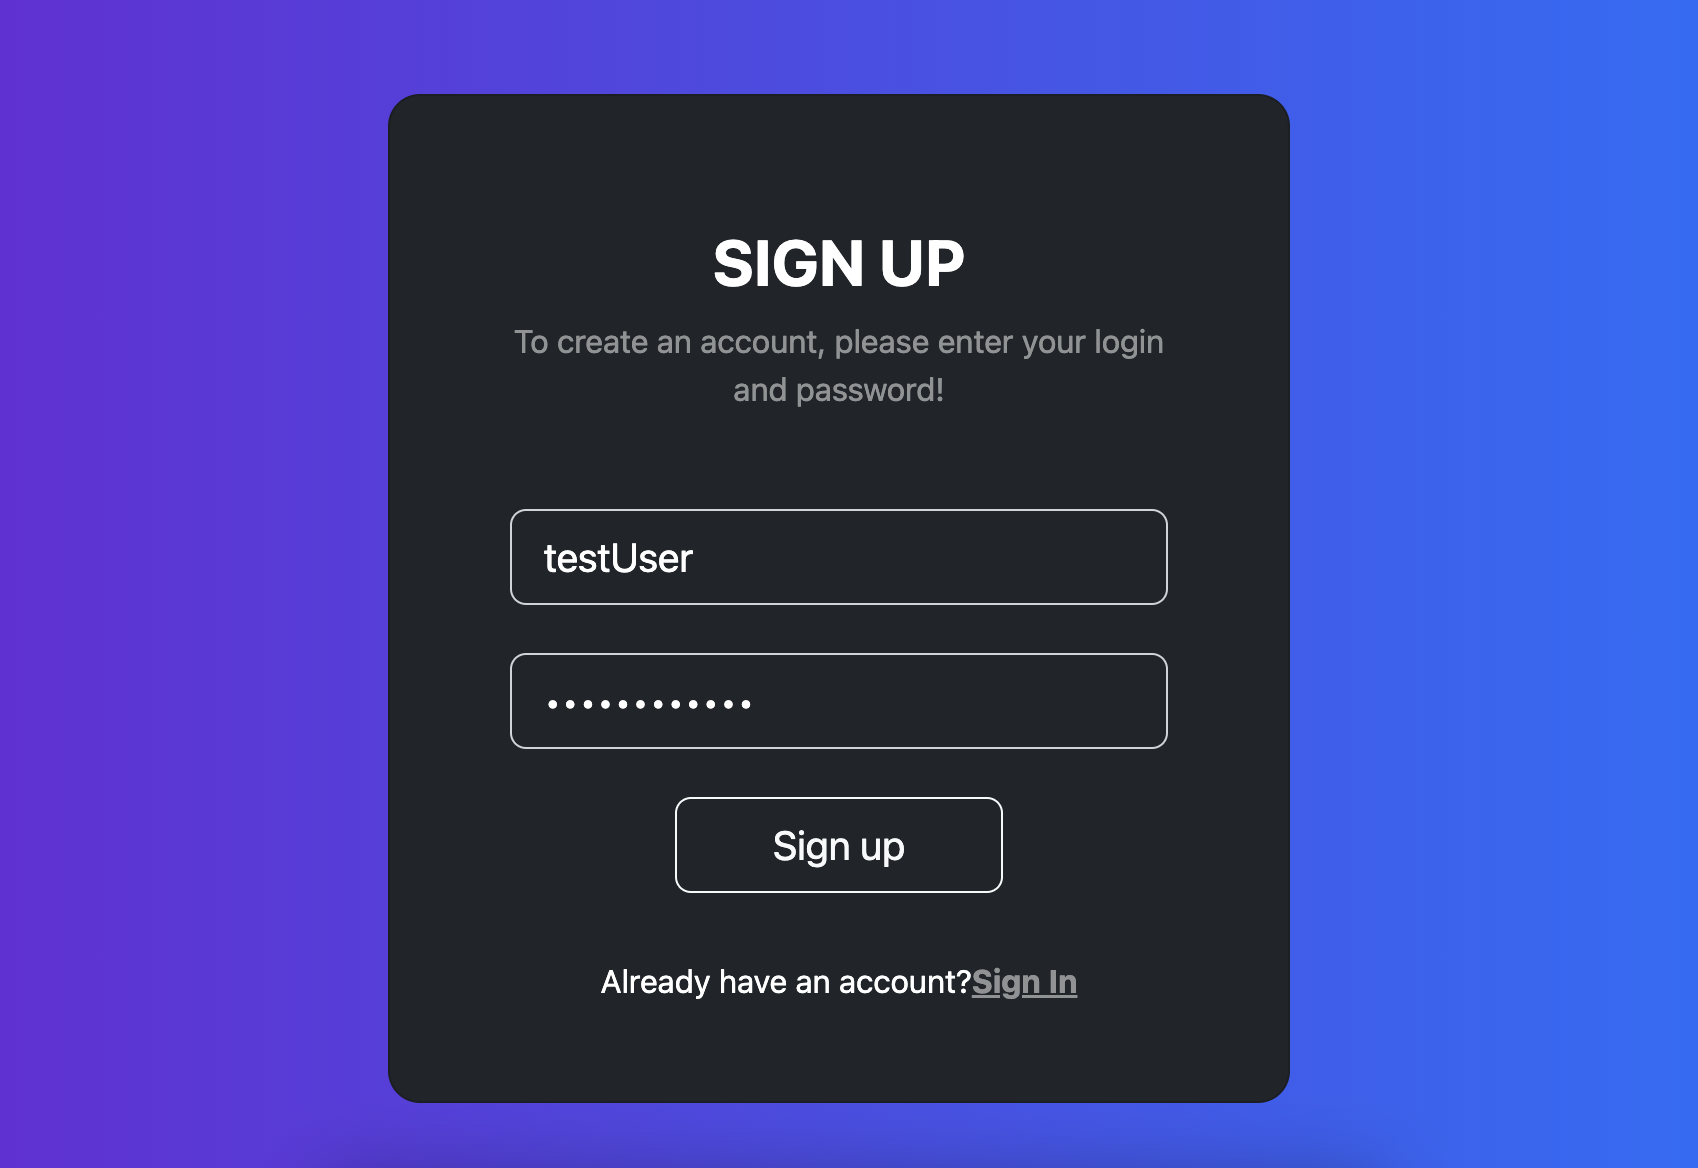 SIGN UP
To create an account, please enter your login
and password!
testUser
••••••••••••
Sign up
Already have an account?Sign In